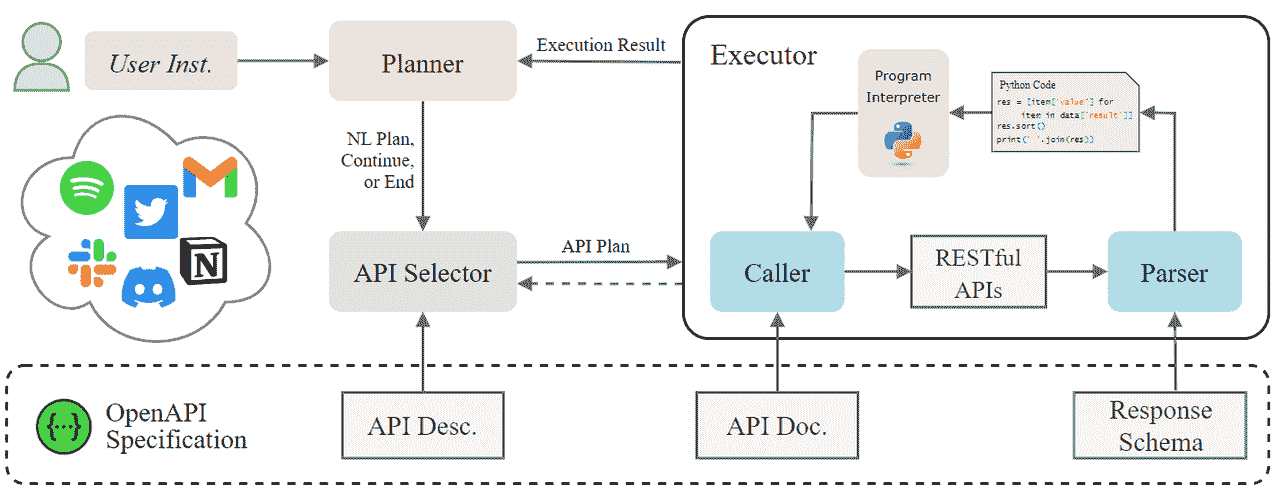 User Inst.
Planner
Execution Result
Executor
Program
Interpreter
Python Code
res = [item['value'] for
item in data['result']]
res.sort()
print(' '.join(res))
NL Plan,
Continue,
or End
API Selector
API Plan
Caller
RESTful
APIs
Parser
N
OpenAPI
Specification
{··}
API Desc.
API Doc.
Response
Schema